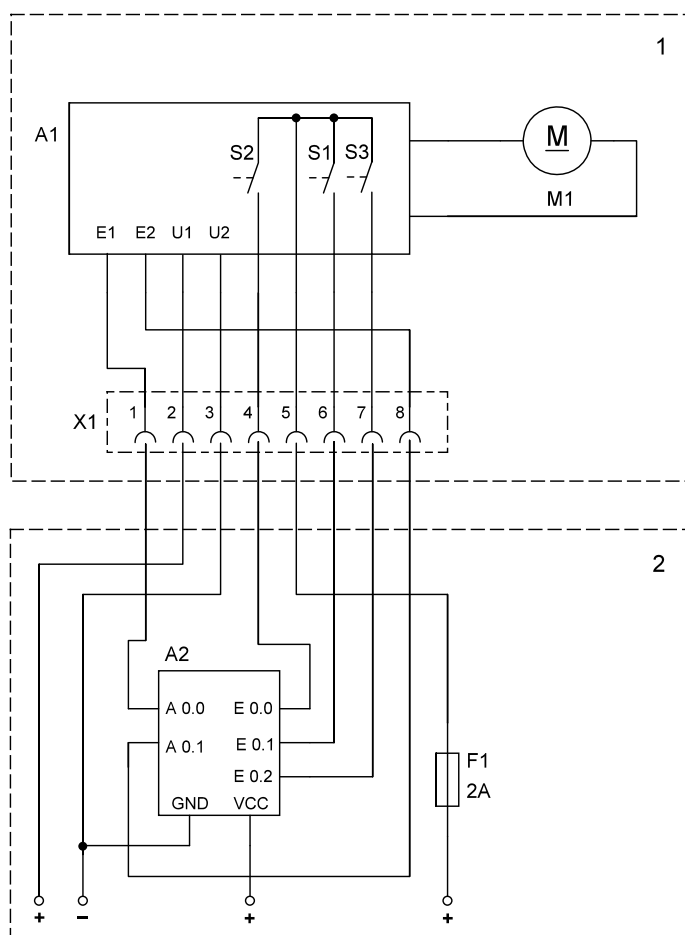 1
A1
S2
S1
S3
M
M1
E1 E2 U1 U2
X1
1 2 3 4 5 6 7 8
2
A2
A 0.0 E 0.0
A 0.1 E 0.1
E 0.2
GND VCC
F1
2A
+ − + +